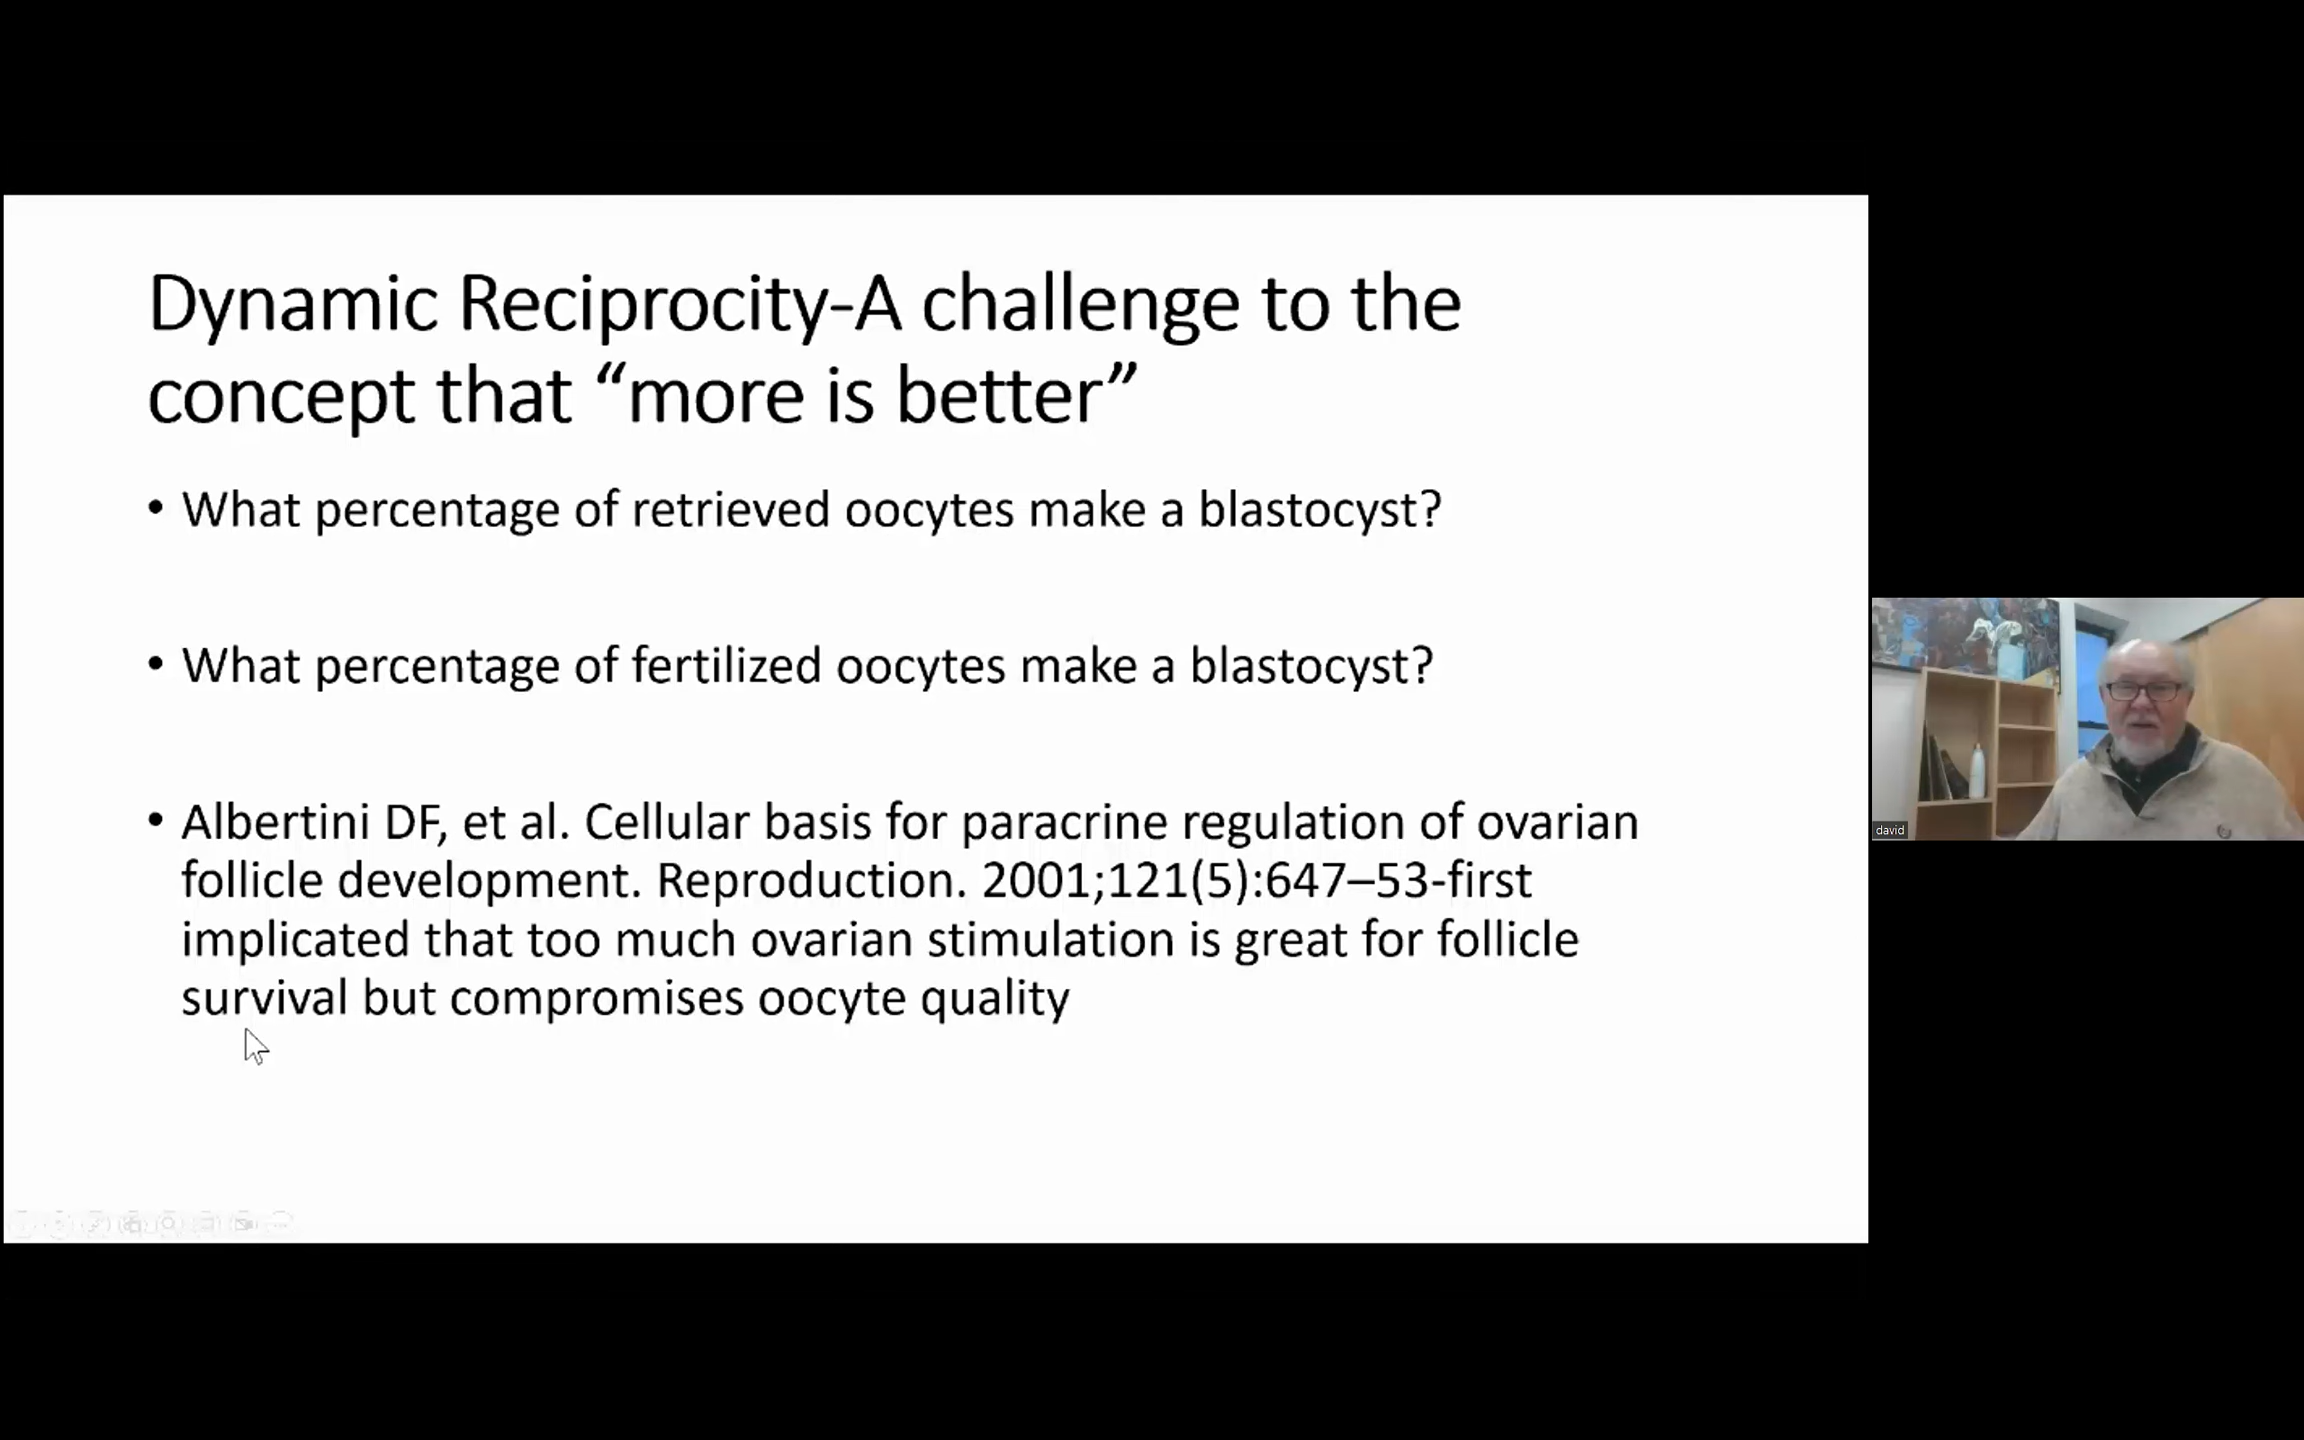 Dynamic Reciprocity-A challenge to the
concept that “more is better”
• What percentage of retrieved oocytes make a blastocyst?
• What percentage of fertilized oocytes make a blastocyst?
• Albertini DF, et al. Cellular basis for paracrine regulation of ovarian
follicle development. Reproduction. 2001;121(5):647–53-first
implicated that too much ovarian stimulation is great for follicle
survival but compromises oocyte quality
david